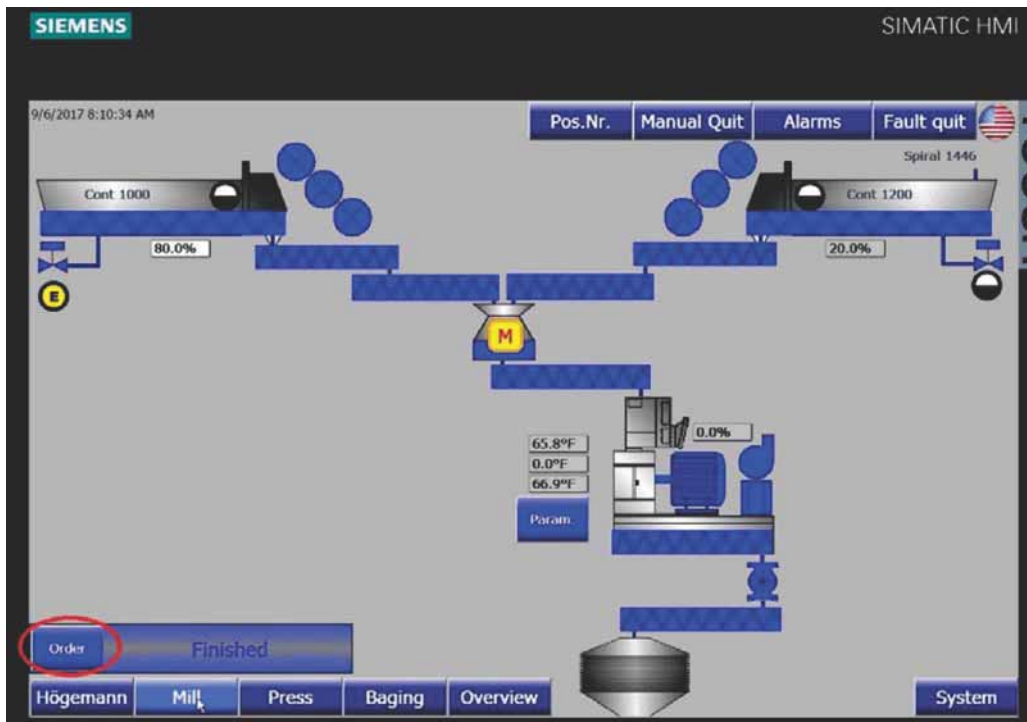 SIEMENS
SIMATIC HMI
9/6/2017 8:10:34 AM
Pos.Nr.
Manual Quit
Alarms
Fault quit
Spiral 1446
Cont 1000
Cont 1200
80.0%
20.0%
E
M
0.0%
65.8°F
0.0°F
66.9°F
Param.
Order
Finished
Högemann
Mill
Press
Baging
Overview
System